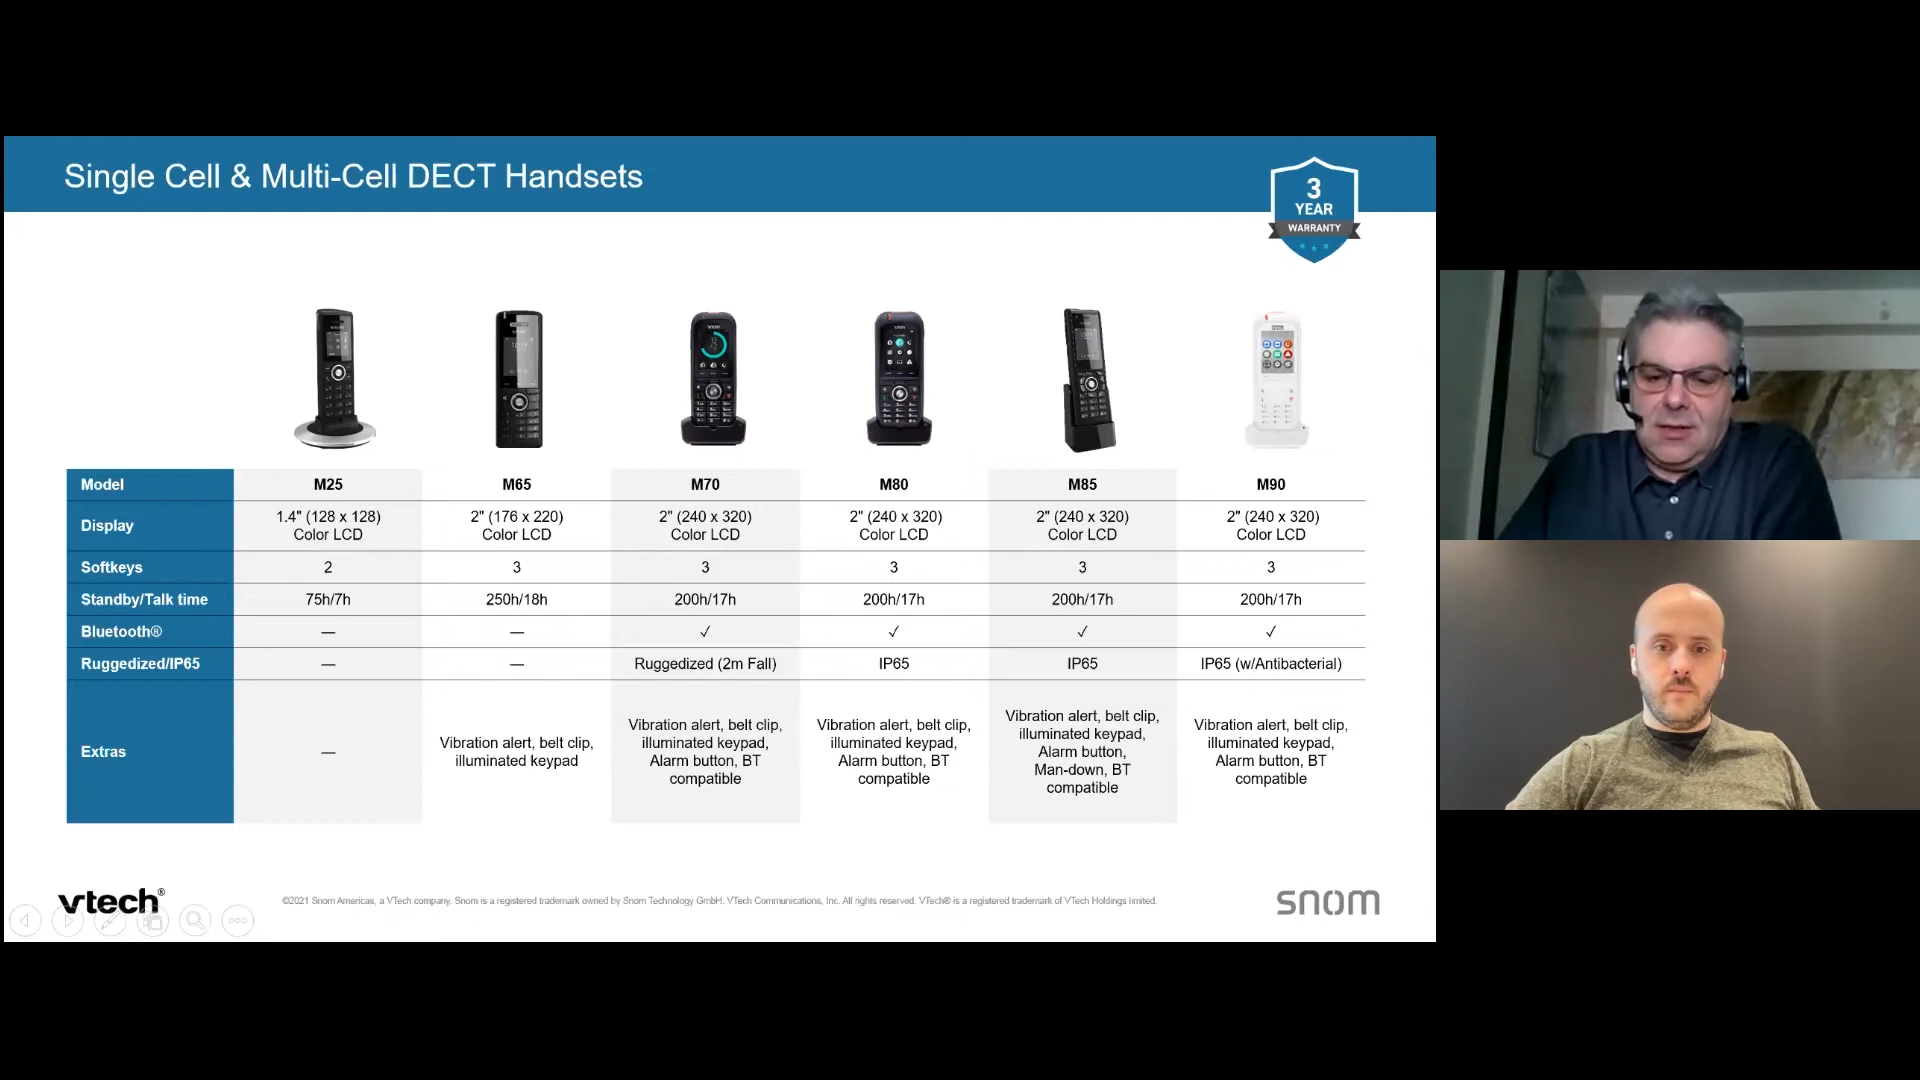 Single Cell & Multi-Cell DECT Handsets
3
YEAR
WARRANTY
Model M25 M65 M70 M80 M85 M90
Display 1.4" (128 x 128) Color LCD 2" (176 x 220) Color LCD 2" (240 x 320) Color LCD 2" (240 x 320) Color LCD 2" (240 x 320) Color LCD 2" (240 x 320) Color LCD
Softkeys 2 3 3 3 3 3
Standby/Talk time 75h/7h 250h/18h 200h/17h 200h/17h 200h/17h 200h/17h
Bluetooth® — — ✓ ✓ ✓ ✓
Ruggedized/IP65 — — Ruggedized (2m Fall) IP65 IP65 IP65 (w/Antibacterial)
Extras —
Vibration alert, belt clip,
illuminated keypad
Vibration alert, belt clip,
illuminated keypad,
Alarm button, BT
compatible
Vibration alert, belt clip,
illuminated keypad,
Alarm button, BT
compatible
Vibration alert, belt clip,
illuminated keypad,
Alarm button,
Man-down, BT
compatible
Vibration alert, belt clip,
illuminated keypad,
Alarm button, BT
compatible
vtech®
©2021 Snom Americas, a VTech company. Snom is a registered trademark owned by Snom Technology GmbH. VTech Communications, Inc. All rights reserved. VTech® is a registered trademark of VTech Holdings limited.
snom